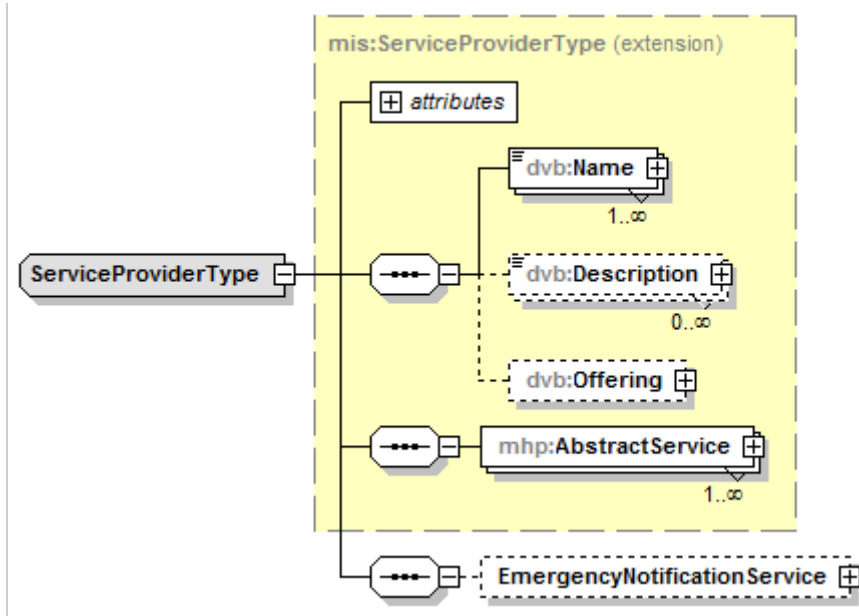 mis:ServiceProviderType (extension)
attributes
dvb:Name
1..∞
ServiceProviderType
dvb:Description
0..∞
dvb:Offering
mhp:AbstractService
1..∞
EmergencyNotificationService